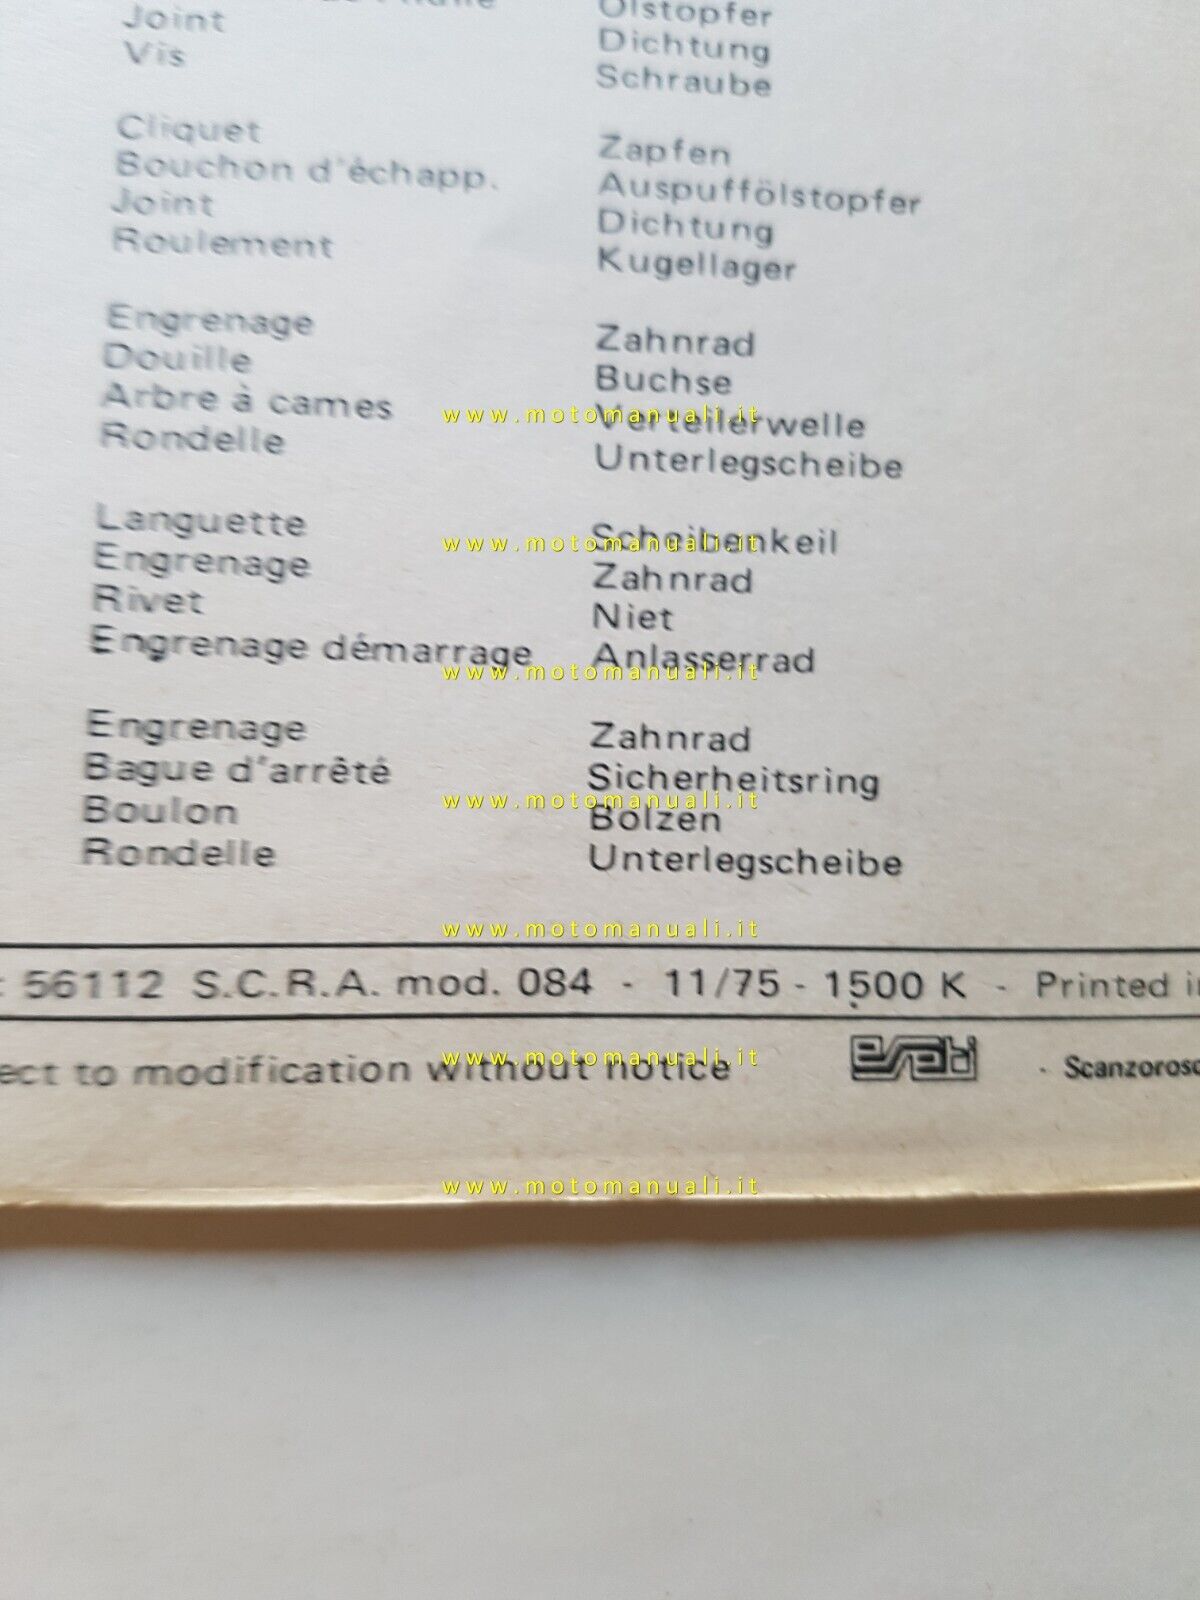 Joint Ölstopfer
Vis Dichtung
Schraube
Cliquet Zapfen
Bouchon d'échapp. Auspuffölstopfer
Joint Dichtung
Roulement Kugellager
Engrenage Zahnrad
Douille Buchse
Arbre à cames Verteilerwelle
Rondelle Unterlegscheibe
Languette Scheibenkeil
Engrenage Zahnrad
Rivet Niet
Engrenage démarrage Anlasserrad
Engrenage Zahnrad
Bague d'arrêté Sicherheitsring
Boulon Bolzen
Rondelle Unterlegscheibe
: 56112 S.C.R.A. mod. 084 - 11/75 - 1500 K - Printed i
ect to modification without notice esati - Scanzoroso
www.motomanuali.it
www.motomanuali.it
www.motomanuali.it
www.motomanuali.it
www.motomanuali.it
www.motomanuali.it
www.motomanuali.it